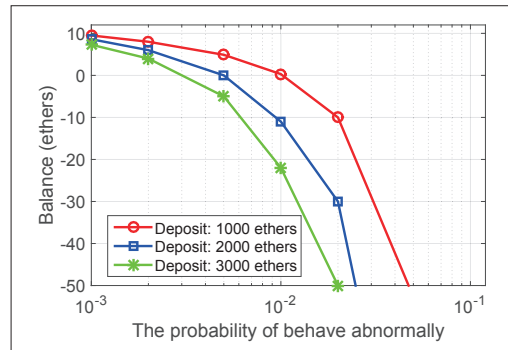 10
0
-10
-20
-30
-40
-50
Balance (ethers)
Deposit: 1000 ethers
Deposit: 2000 ethers
Deposit: 3000 ethers
10-3
10-2
10-1
The probability of behave abnormally